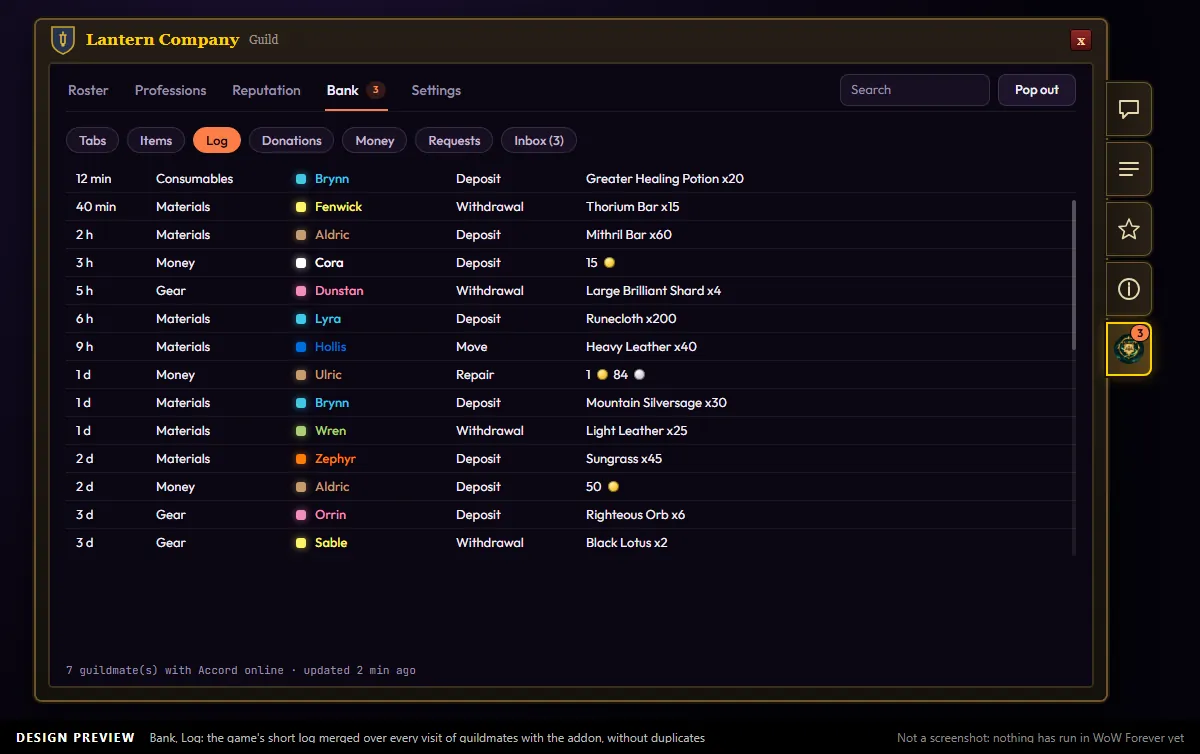 Lantern Company Guild
x
Roster Professions Reputation Bank 3 Settings Search Pop out
Tabs Items Log Donations Money Requests Inbox (3)
12 min Consumables Brynn Deposit Greater Healing Potion x20
40 min Materials Fenwick Withdrawal Thorium Bar x15
2 h Materials Aldric Deposit Mithril Bar x60
3 h Money Cora Deposit 15
5 h Gear Dunstan Withdrawal Large Brilliant Shard x4
6 h Materials Lyra Deposit Runecloth x200
9 h Materials Hollis Move Heavy Leather x40
3
1 d Money Ulric Repair 1 84
1 d Materials Brynn Deposit Mountain Silversage x30
1 d Materials Wren Withdrawal Light Leather x25
2 d Materials Zephyr Deposit Sungrass x45
2 d Money Aldric Deposit 50
3 d Gear Orrin Deposit Righteous Orb x6
3 d Gear Sable Withdrawal Black Lotus x2
7 guildmate(s) with Accord online · updated 2 min ago
DESIGN PREVIEW Bank, Log: the game's short log merged over every visit of guildmates with the addon, without duplicates Not a screenshot: nothing has run in WoW Forever yet